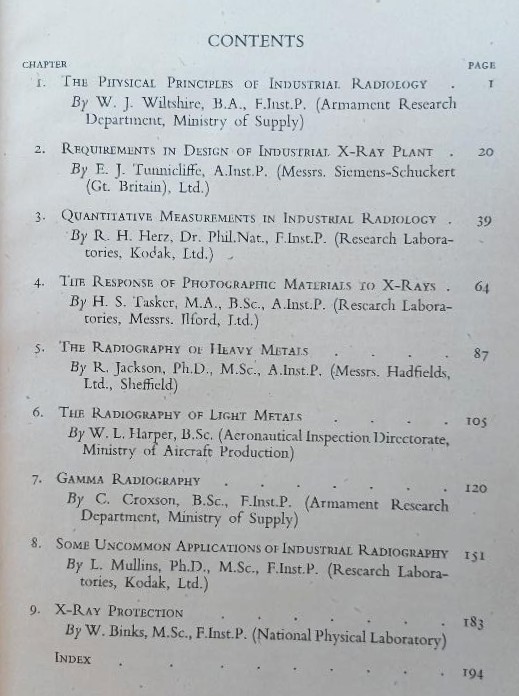 CONTENTS
CHAPTER PAGE
1. THE PHYSICAL PRINCIPLES OF INDUSTRIAL RADIOLOGY . 1
By W. J. Wiltshire, B.A., F.Inst.P. (Armament Research
Department, Ministry of Supply)
2. REQUIREMENTS IN DESIGN OF INDUSTRIAL X-RAY PLANT . 20
By E. J. Tunnicliffe, A.Inst.P. (Messrs. Siemens-Schuckert
(Gt. Britain), Ltd.)
3. QUANTITATIVE MEASUREMENTS IN INDUSTRIAL RADIOLOGY . 39
By R. H. Herz, Dr. Phil.Nat., F.Inst.P. (Research Labora-
tories, Kodak, Ltd.)
4. THE RESPONSE OF PHOTOGRAPHIC MATERIALS TO X-RAYS . 64
By H. S. Tasker, M.A., B.Sc., A.Inst.P. (Research Labora-
tories, Messrs. Ilford, Ltd.)
5. THE RADIOGRAPHY OF HEAVY METALS . . . . 87
By R. Jackson, Ph.D., M.Sc., A.Inst.P. (Messrs. Hadfields,
Ltd., Sheffield)
6. THE RADIOGRAPHY OF LIGHT METALS . . . . 105
By W. L. Harper, B.Sc. (Aeronautical Inspection Directorate,
Ministry of Aircraft Production)
7. GAMMA RADIOGRAPHY . . . . . . . 120
By C. Croxson, B.Sc., F.Inst.P. (Armament Research
Department, Ministry of Supply)
8. SOME UNCOMMON APPLICATIONS OF INDUSTRIAL RADIOGRAPHY 151
By L. Mullins, Ph.D., M.Sc., F.Inst.P. (Research Labora-
tories, Kodak, Ltd.)
9. X-RAY PROTECTION . . . . . . . 183
By W. Binks, M.Sc., F.Inst.P. (National Physical Laboratory)
INDEX . . . . . . . . 194